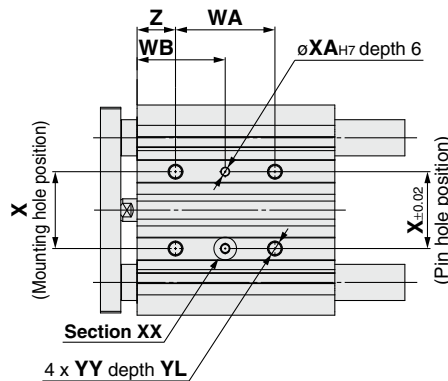 Z
WA
WB
øXAH7 depth 6
X
(Mounting hole position)
X±0.02
(Pin hole position)
Section XX
4 x YY depth YL